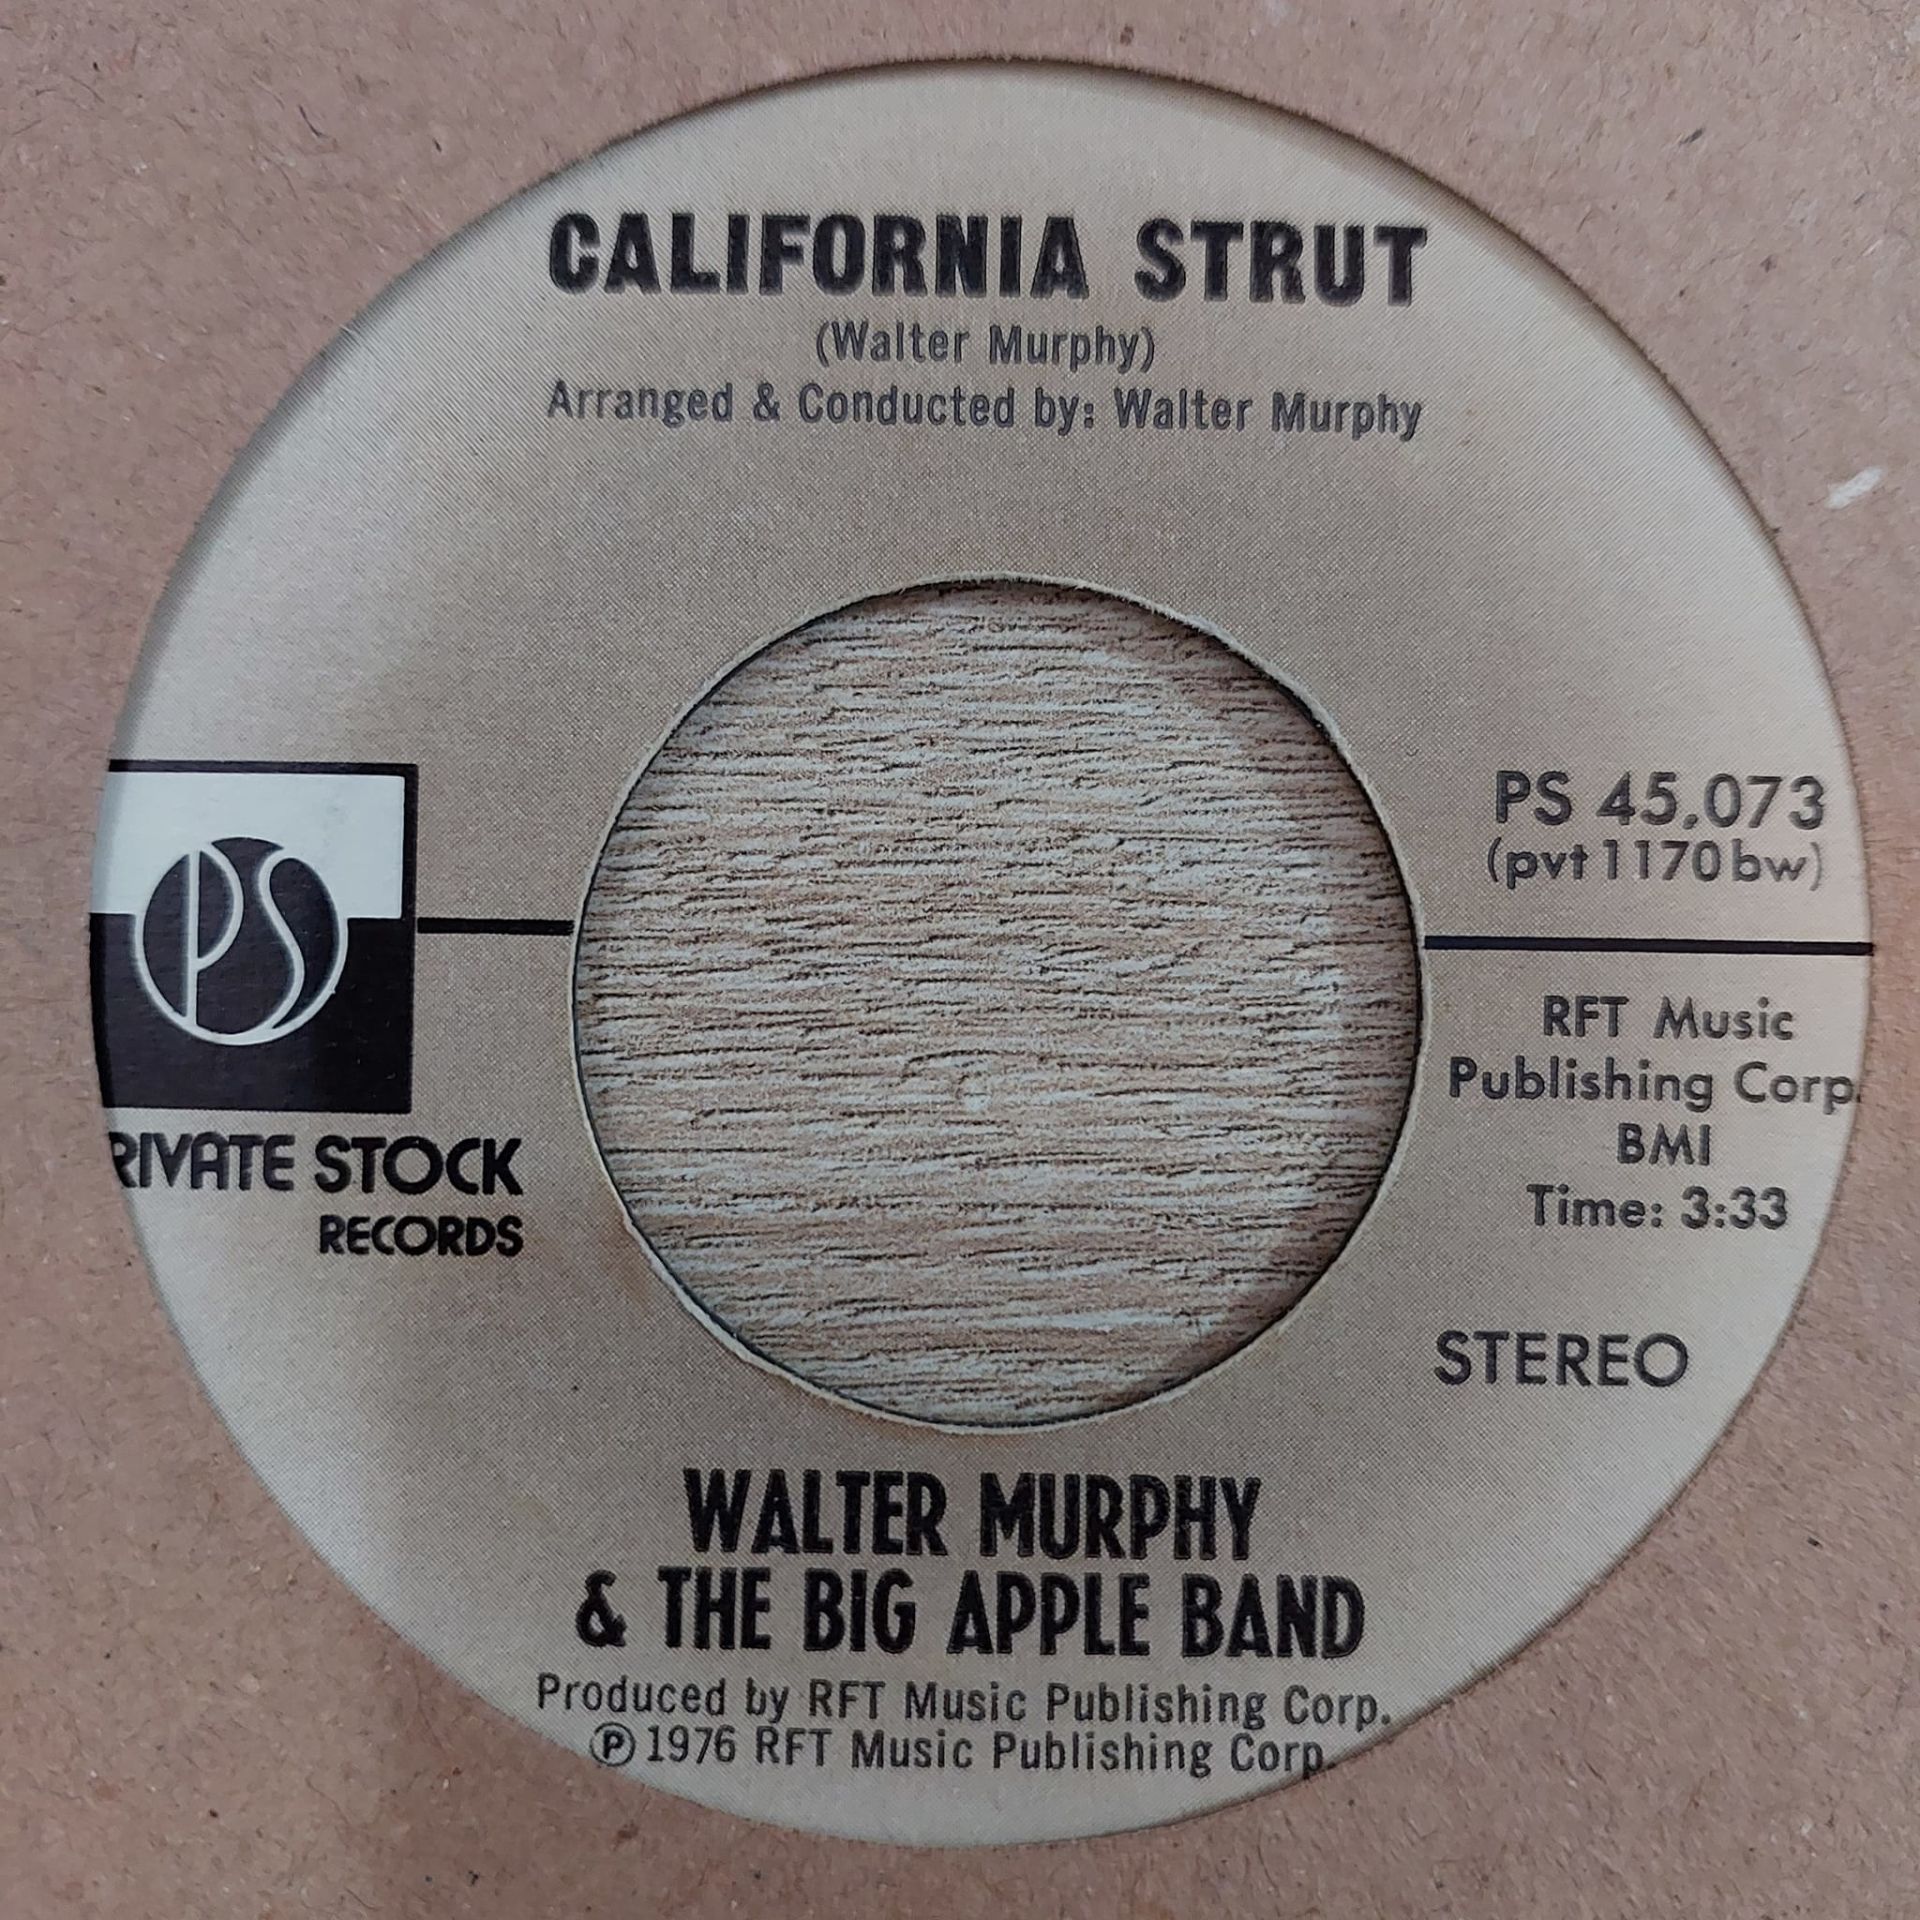 CALIFORNIA STRUT
(Walter Murphy)
Arranged & Conducted by: Walter Murphy
PS
RIVATE STOCK
RECORDS
PS 45,073
(pvt 1170 bw)
RFT Music
Publishing Corp.
BMI
Time: 3:33
STEREO
WALTER MURPHY
& THE BIG APPLE BAND
Produced by RFT Music Publishing Corp.
Ⓟ 1976 RFT Music Publishing Corp.